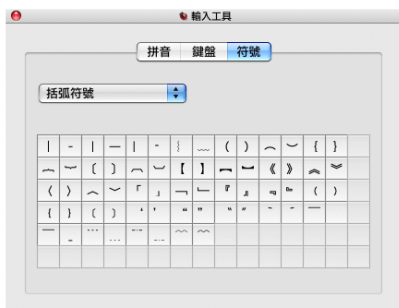 輸入工具
拼音 鍵盤 符號
括弧符號
︱ - ︱ — ︳ - ︴ ﹏ ( ) ︵ ︶ { }
︷ ︸ 〔 〕 ︹ ︺ 【 】 ︻ ︼ 《 》 ︽ ︾
〈 〉 ︿ ﹀ 「 」 ﹁ ﹂ 『 』 ﹃ ﹄ ﹙ ﹚
﹛ ﹜ ﹝ ﹞ ‘ ’ “ ” 〝 〞 ‵ ′ ‾